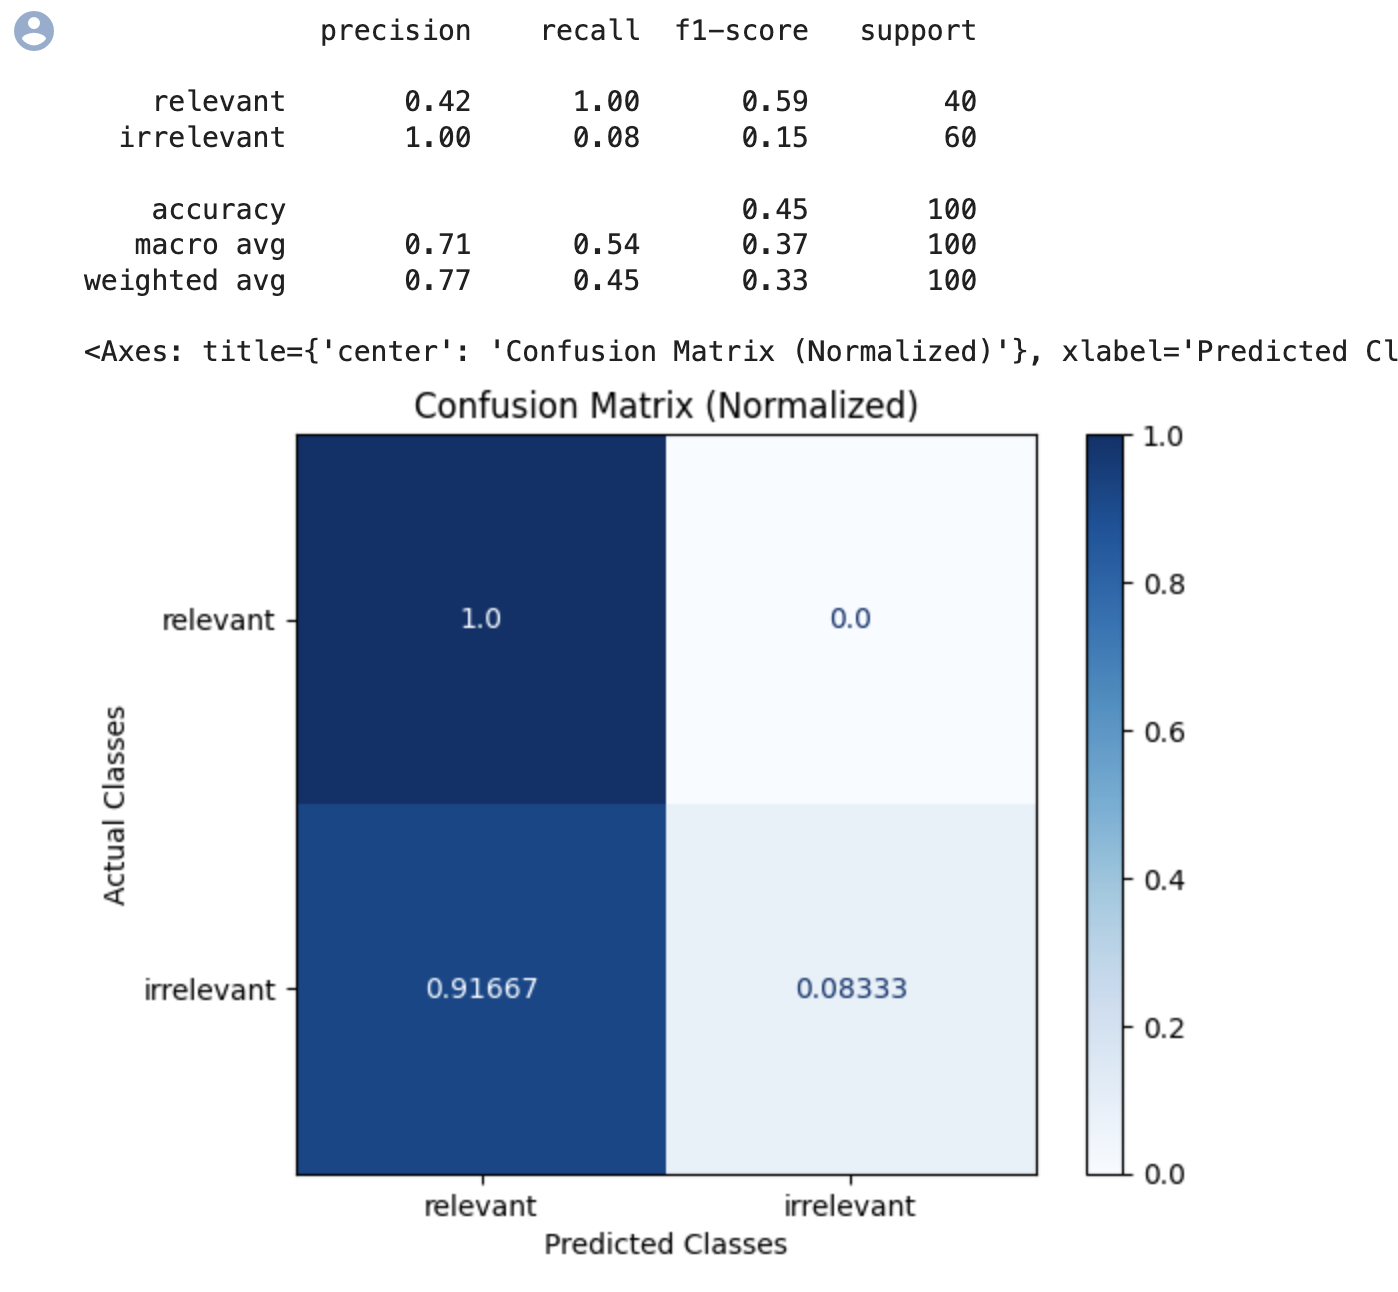 precision recall f1-score support
relevant 0.42 1.00 0.59 40
irrelevant 1.00 0.08 0.15 60
accuracy 0.45 100
macro avg 0.71 0.54 0.37 100
weighted avg 0.77 0.45 0.33 100
<Axes: title={'center': 'Confusion Matrix (Normalized)'}, xlabel='Predicted Cl
Confusion Matrix (Normalized)
1.0
0.8
0.6
0.4
0.2
0.0
Actual Classes
relevant
1.0 0.0
irrelevant
0.91667 0.08333
relevant irrelevant
Predicted Classes